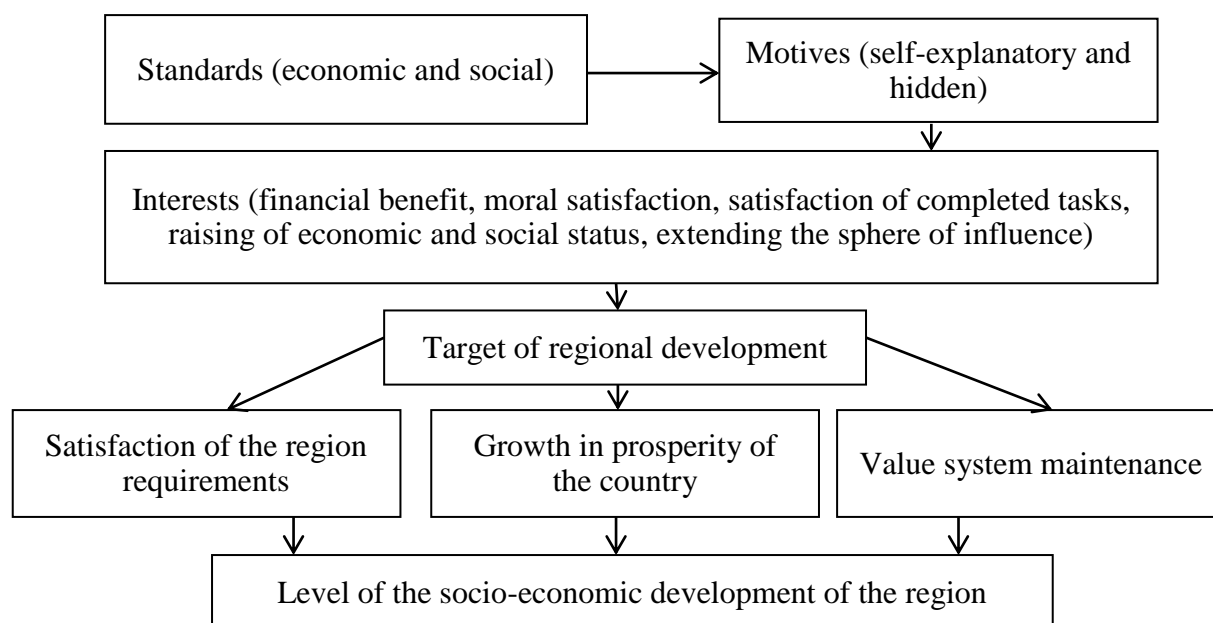 Standards (economic and social)
Motives (self-explanatory and
hidden)
Interests (financial benefit, moral satisfaction, satisfaction of completed tasks,
raising of economic and social status, extending the sphere of influence)
Target of regional development
Satisfaction of the region
requirements
Growth in prosperity of
the country
Value system maintenance
Level of the socio-economic development of the region